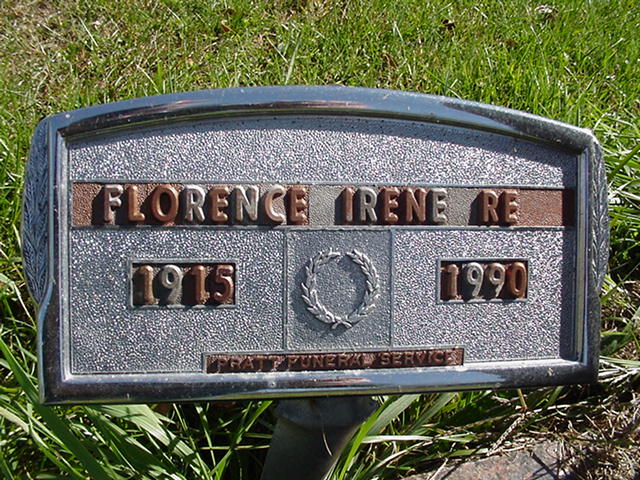 FLORENCE IRENE RE
1915 1990
PRATT FUNERAL SERVICE